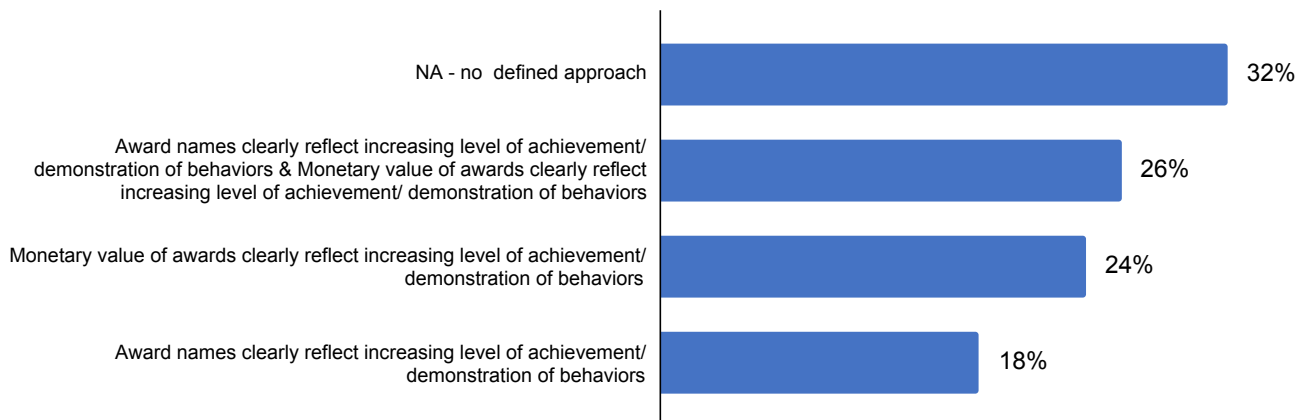 NA - no  defined approach
32%
Award names clearly reflect increasing level of achievement/
demonstration of behaviors & Monetary value of awards clearly reflect
increasing level of achievement/ demonstration of behaviors
26%
Monetary value of awards clearly reflect increasing level of achievement/
demonstration of behaviors
24%
Award names clearly reflect increasing level of achievement/
demonstration of behaviors
18%